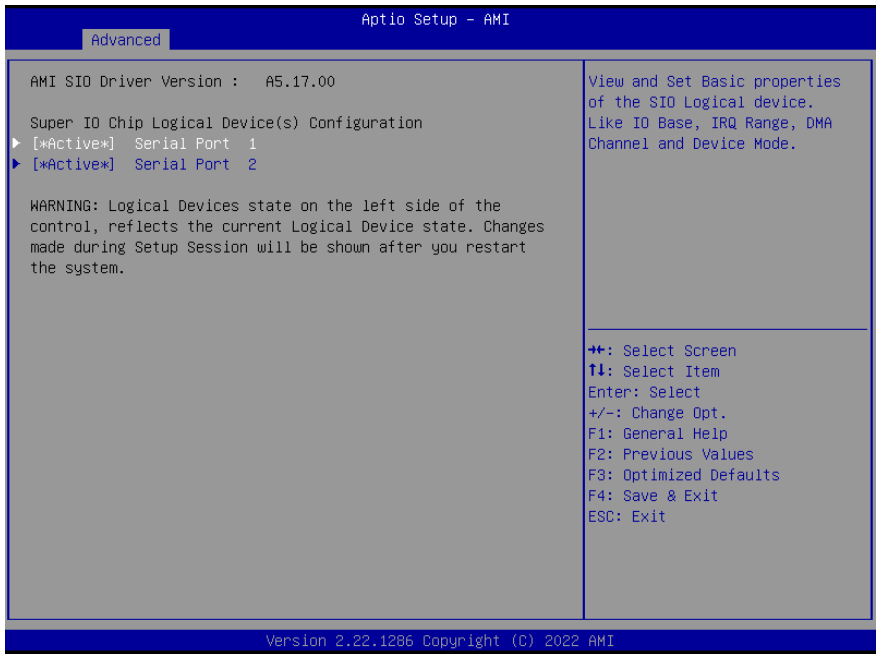 Aptio Setup – AMI
Advanced
AMI SIO Driver Version :   A5.17.00
Super IO Chip Logical Device(s) Configuration
[*Active*]  Serial Port  1
[*Active*]  Serial Port  2
WARNING: Logical Devices state on the left side of the
control, reflects the current Logical Device state. Changes
made during Setup Session will be shown after you restart
the system.
View and Set Basic properties
of the SIO Logical device.
Like IO Base, IRQ Range, DMA
Channel and Device Mode.
→←: Select Screen
↑↓: Select Item
Enter: Select
+/-: Change Opt.
F1: General Help
F2: Previous Values
F3: Optimized Defaults
F4: Save & Exit
ESC: Exit
Version 2.22.1286 Copyright (C) 2022 AMI